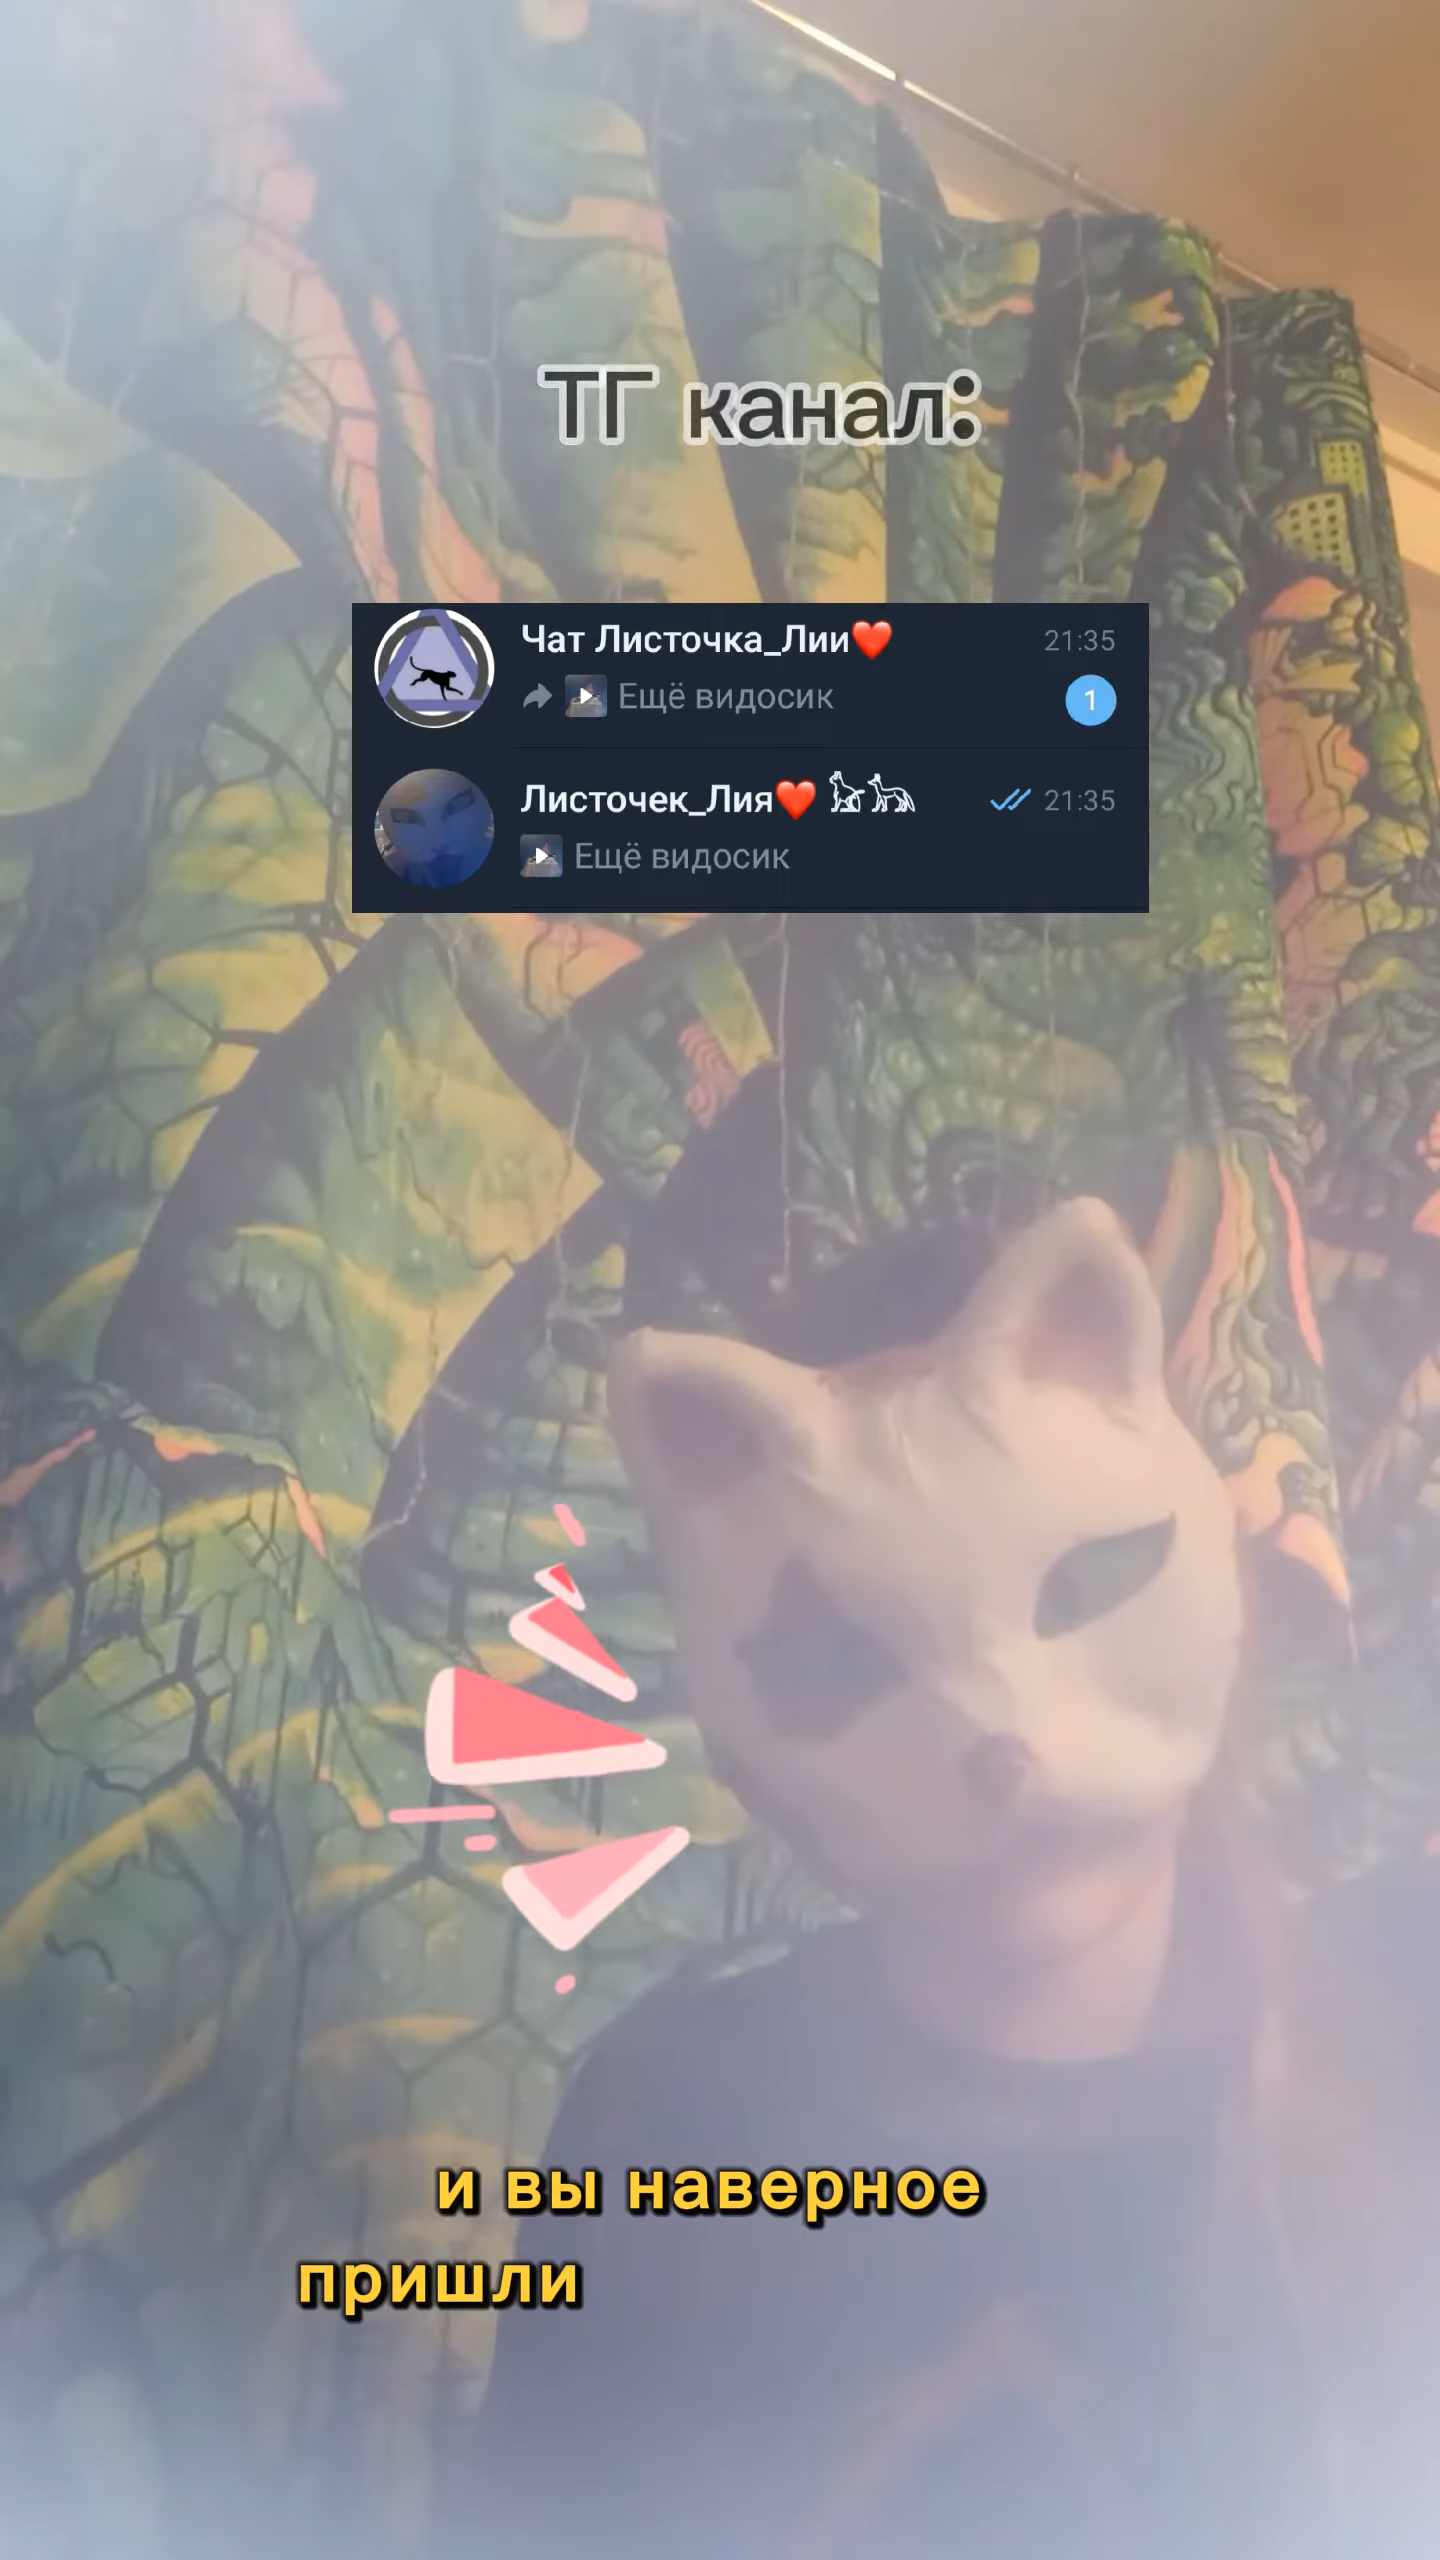 ТГ канал:
Чат Листочка_Лии❤️ 21:35
Ещё видосик 1
Листочек_Лия❤️ 21:35
Ещё видосик
и вы наверное
пришли